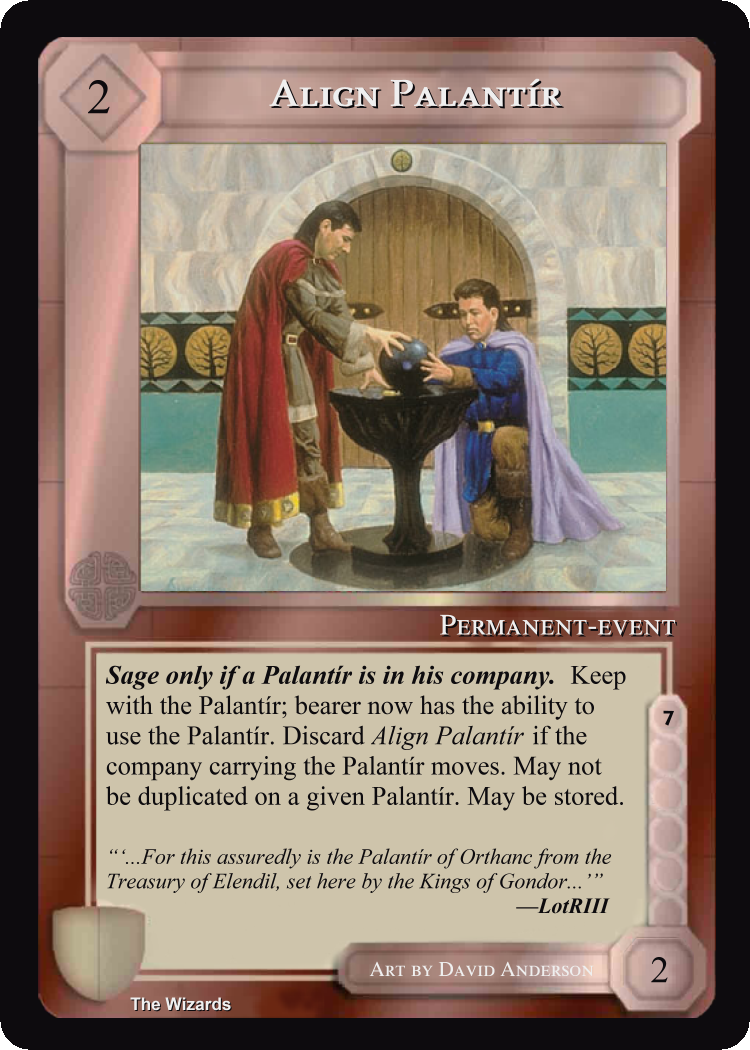 2
Align Palantír
Permanent-event
Sage only if a Palantír is in his company. Keep
with the Palantír; bearer now has the ability to
use the Palantír. Discard Align Palantír if the
company carrying the Palantír moves. May not
be duplicated on a given Palantír. May be stored.
7
“‘...For this assuredly is the Palantír of Orthanc from the
Treasury of Elendil, set here by the Kings of Gondor...’”
—LotRIII
Art by David Anderson
2
The Wizards